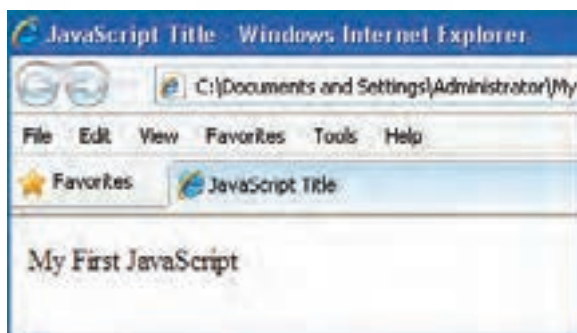 JavaScript Title - Windows Internet Explorer
C:\Documents and Settings\Administrator\My
File Edit View Favorites Tools Help
Favorites JavaScript Title
My First JavaScript